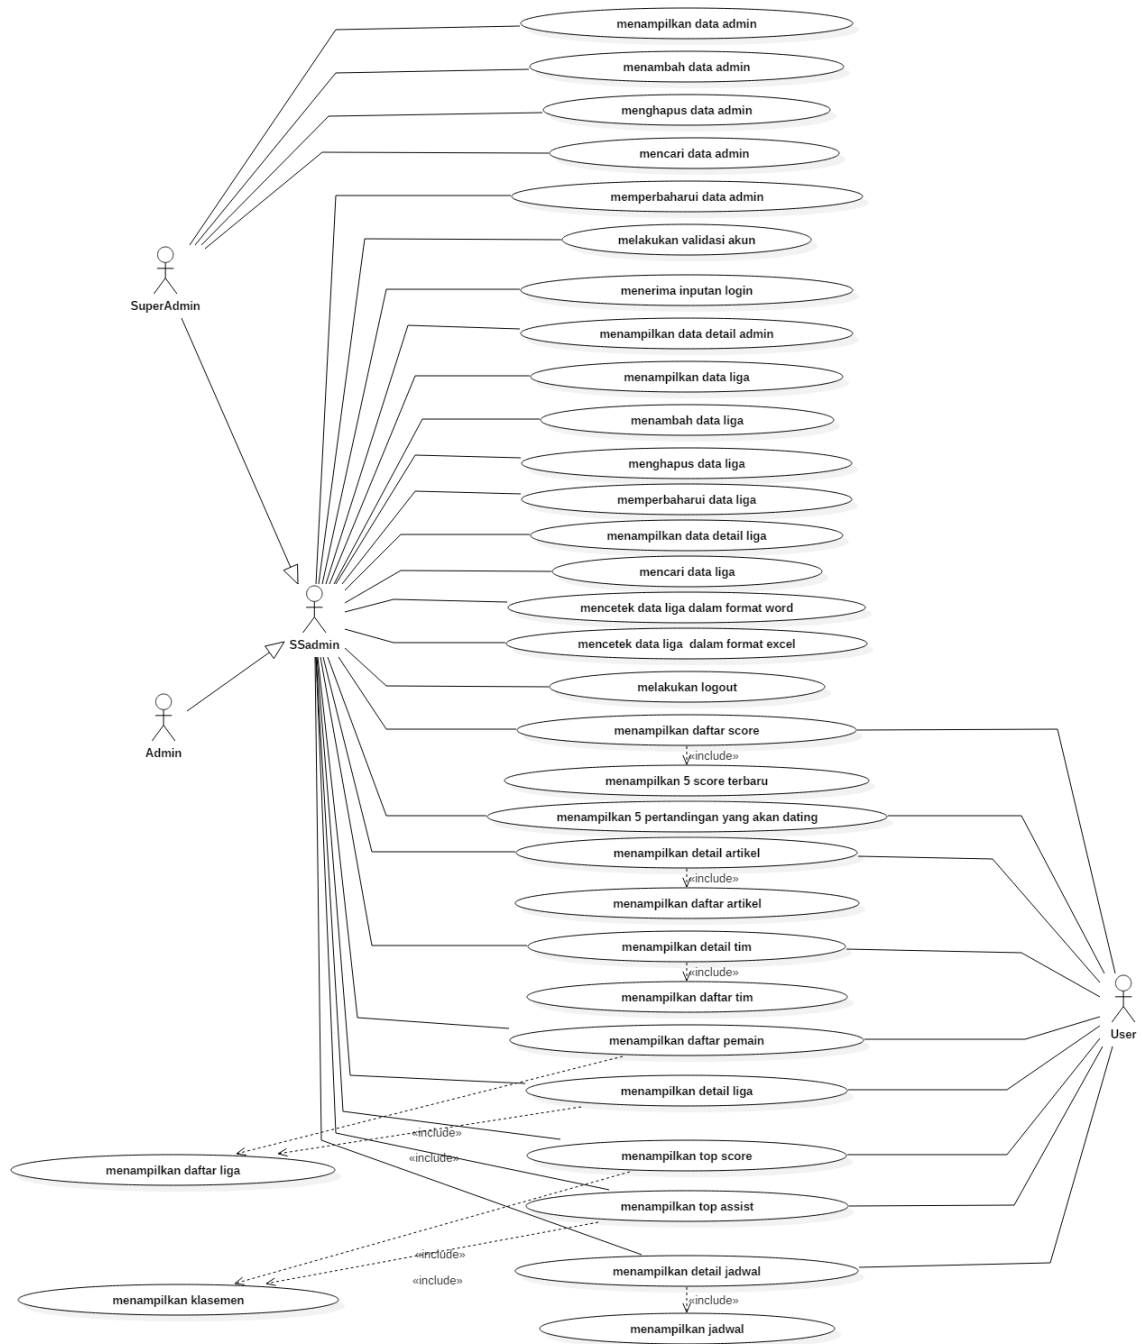 menampilkan data admin
menambah data admin
menghapus data admin
mencari data admin
memperbaharui data admin
melakukan validasi akun
SuperAdmin
menerima inputan login
menampilkan data detail admin
menampilkan data liga
menambah data liga
menghapus data liga
memperbaharui data liga
menampilkan data detail liga
mencari data liga
mencetek data liga dalam format word
SSadmin
mencetek data liga  dalam format excel
melakukan logout
menampilkan daftar score
Admin
«include»
menampilkan 5 score terbaru
menampilkan 5 pertandingan yang akan dating
menampilkan detail artikel
«include»
menampilkan daftar artikel
menampilkan detail tim
«include»
menampilkan daftar tim
User
menampilkan daftar pemain
menampilkan detail liga
«include»
menampilkan top score
«include»
menampilkan daftar liga
menampilkan top assist
«include»
menampilkan detail jadwal
«include»
menampilkan klasemen
«include»
menampilkan jadwal